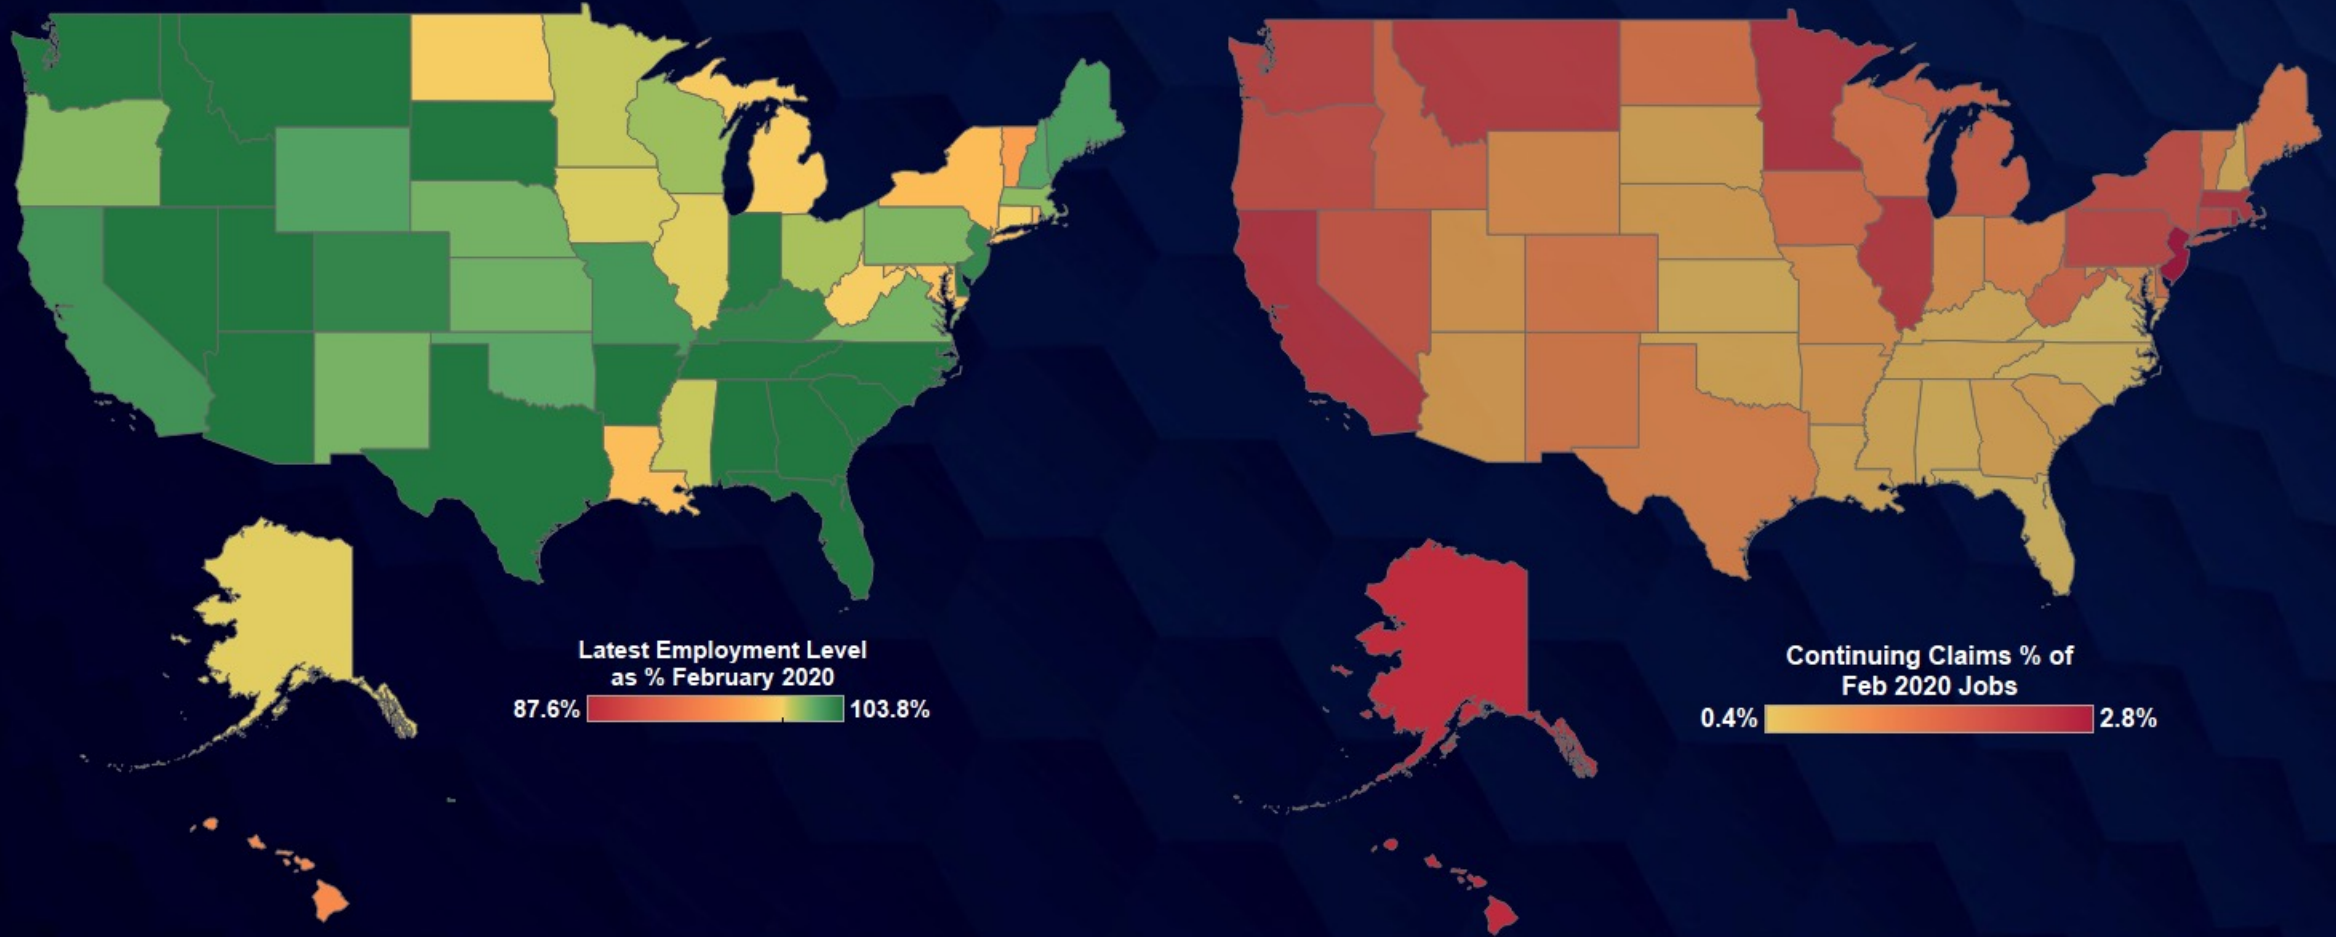 Latest Employment Level
as % February 2020
87.6%
103.8%
Continuing Claims % of
Feb 2020 Jobs
0.4%
2.8%